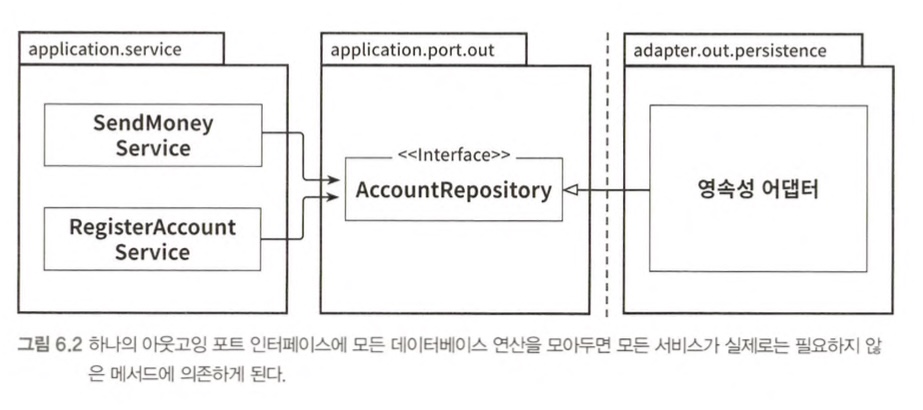 application.service
SendMoney
Service
RegisterAccount
Service
application.port.out
<<Interface>>
AccountRepository
adapter.out.persistence
영속성 어댑터
그림 6.2 하나의 아웃고잉 포트 인터페이스에 모든 데이터베이스 연산을 모아두면 모든 서비스가 실제로는 필요하지 않
은 메서드에 의존하게 된다.